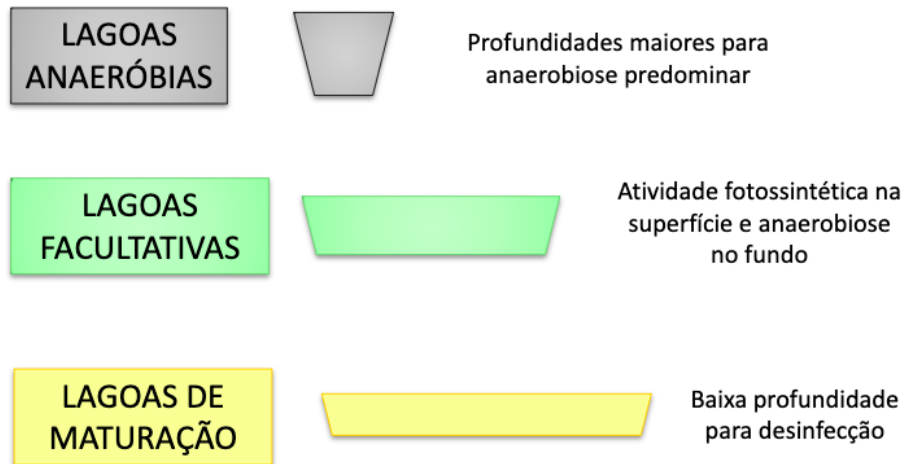 LAGOAS
ANAERÓBIAS
Profundidades maiores para
anaerobiose predominar
LAGOAS
FACULTATIVAS
Atividade fotossintética na
superfície e anaerobiose
no fundo
LAGOAS DE
MATURAÇÃO
Baixa profundidade
para desinfecção